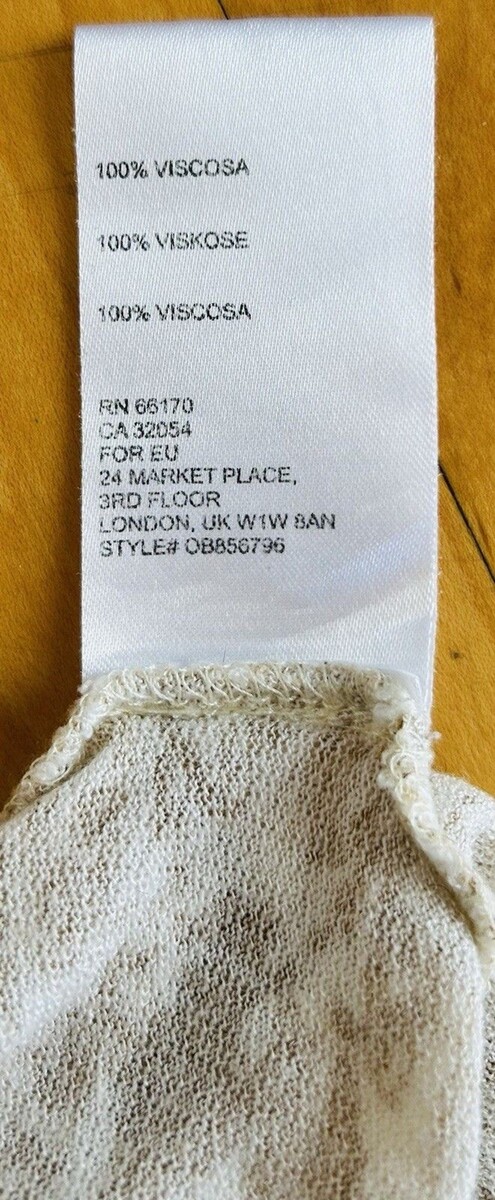 100% VISCOSA
100% VISKOSE
100% VISCOSA
RN 66170
CA 32054
FOR EU
24 MARKET PLACE,
3RD FLOOR
LONDON, UK W1W 8AN
STYLE# OB856796